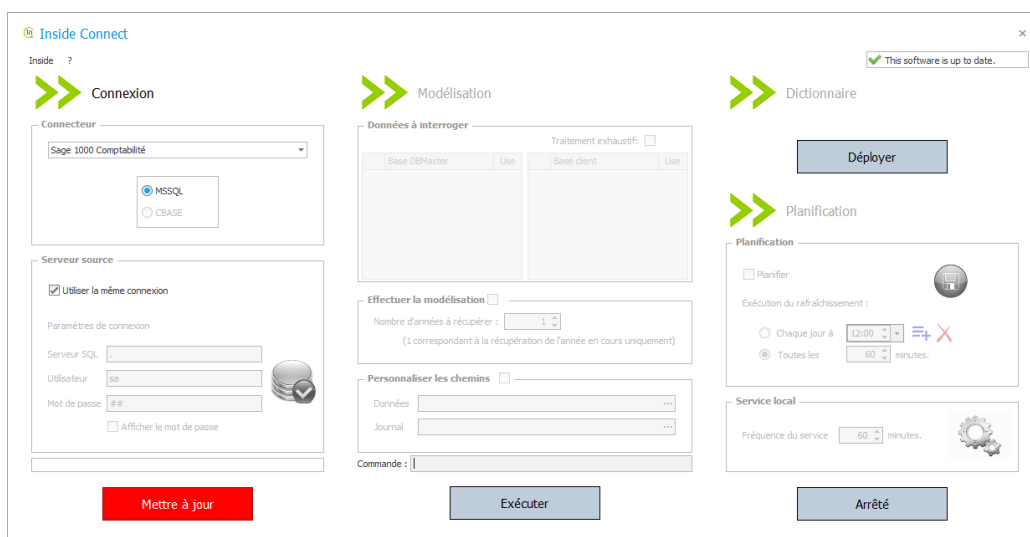 Inside Connect
Inside ?
This software is up to date.
Connexion
Connecteur
Sage 1000 Comptabilité
MSSQL
CBASE
Serveur source
Utiliser la même connexion
Paramètres de connexion
Serveur SQL .
Utilisateur sa
Mot de passe ##
Afficher le mot de passe
Mettre à jour
Modélisation
Données à interroger
Traitement exhaustif:
Base DBMaster Use Base client Use
Effectuer la modélisation
Nombre d'années à récupérer : 1
(1 correspondant à la récupération de l'année en cours uniquement)
Personnaliser les chemins
Données ...
Journal ...
Commande :
Exécuter
Dictionnaire
Déployer
Planification
Planification
Planifier
Exécution du rafraîchissement :
Chaque jour à 12:00
Toutes les 60 minutes.
Service local
Fréquence du service 60 minutes.
Arrêté